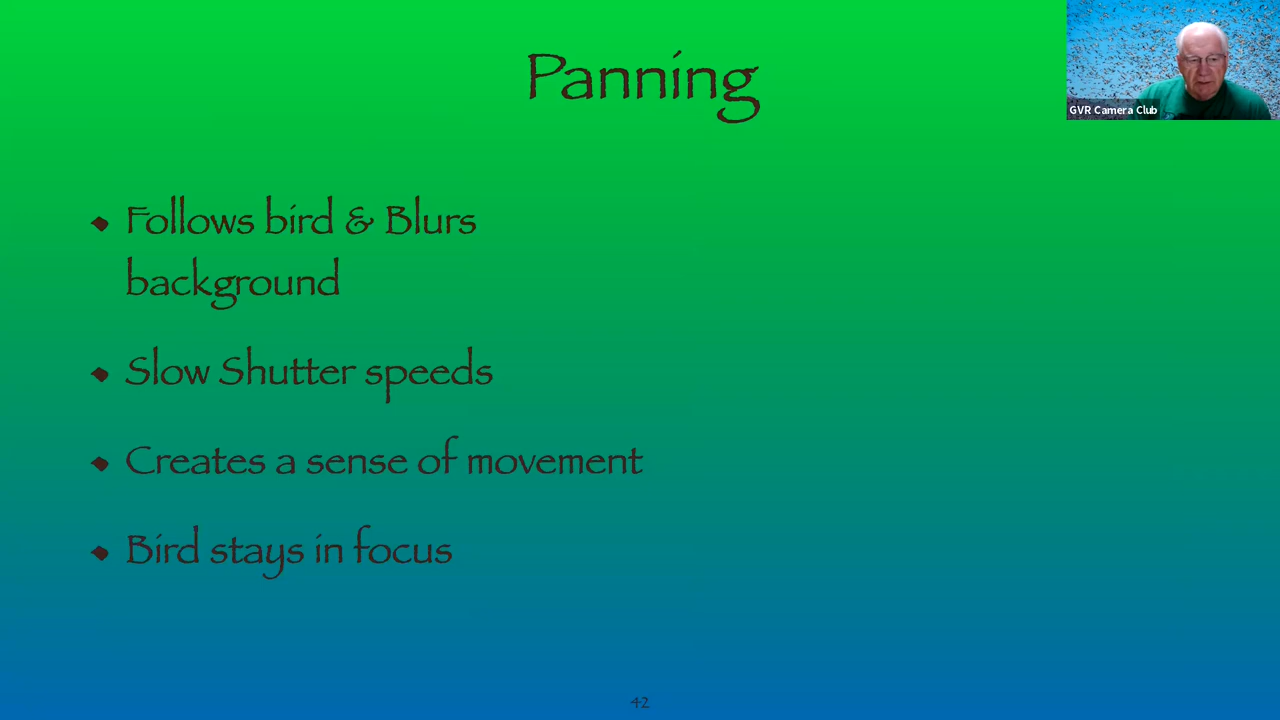 Panning
GVR Camera Club
◆ Follows bird & Blurs
background
◆ Slow Shutter speeds
◆ Creates a sense of movement
◆ Bird stays in focus
42